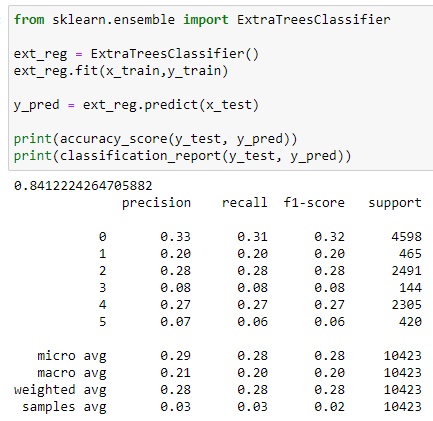 from sklearn.ensemble import ExtraTreesClassifier
ext_reg = ExtraTreesClassifier()
ext_reg.fit(x_train,y_train)
y_pred = ext_reg.predict(x_test)
print(accuracy_score(y_test, y_pred))
print(classification_report(y_test, y_pred))
0.8412224264705882
precision recall f1-score support
0 0.33 0.31 0.32 4598
1 0.20 0.20 0.20 465
2 0.28 0.28 0.28 2491
3 0.08 0.08 0.08 144
4 0.27 0.27 0.27 2305
5 0.07 0.06 0.06 420
micro avg 0.29 0.28 0.28 10423
macro avg 0.21 0.20 0.20 10423
weighted avg 0.28 0.28 0.28 10423
samples avg 0.03 0.03 0.02 10423